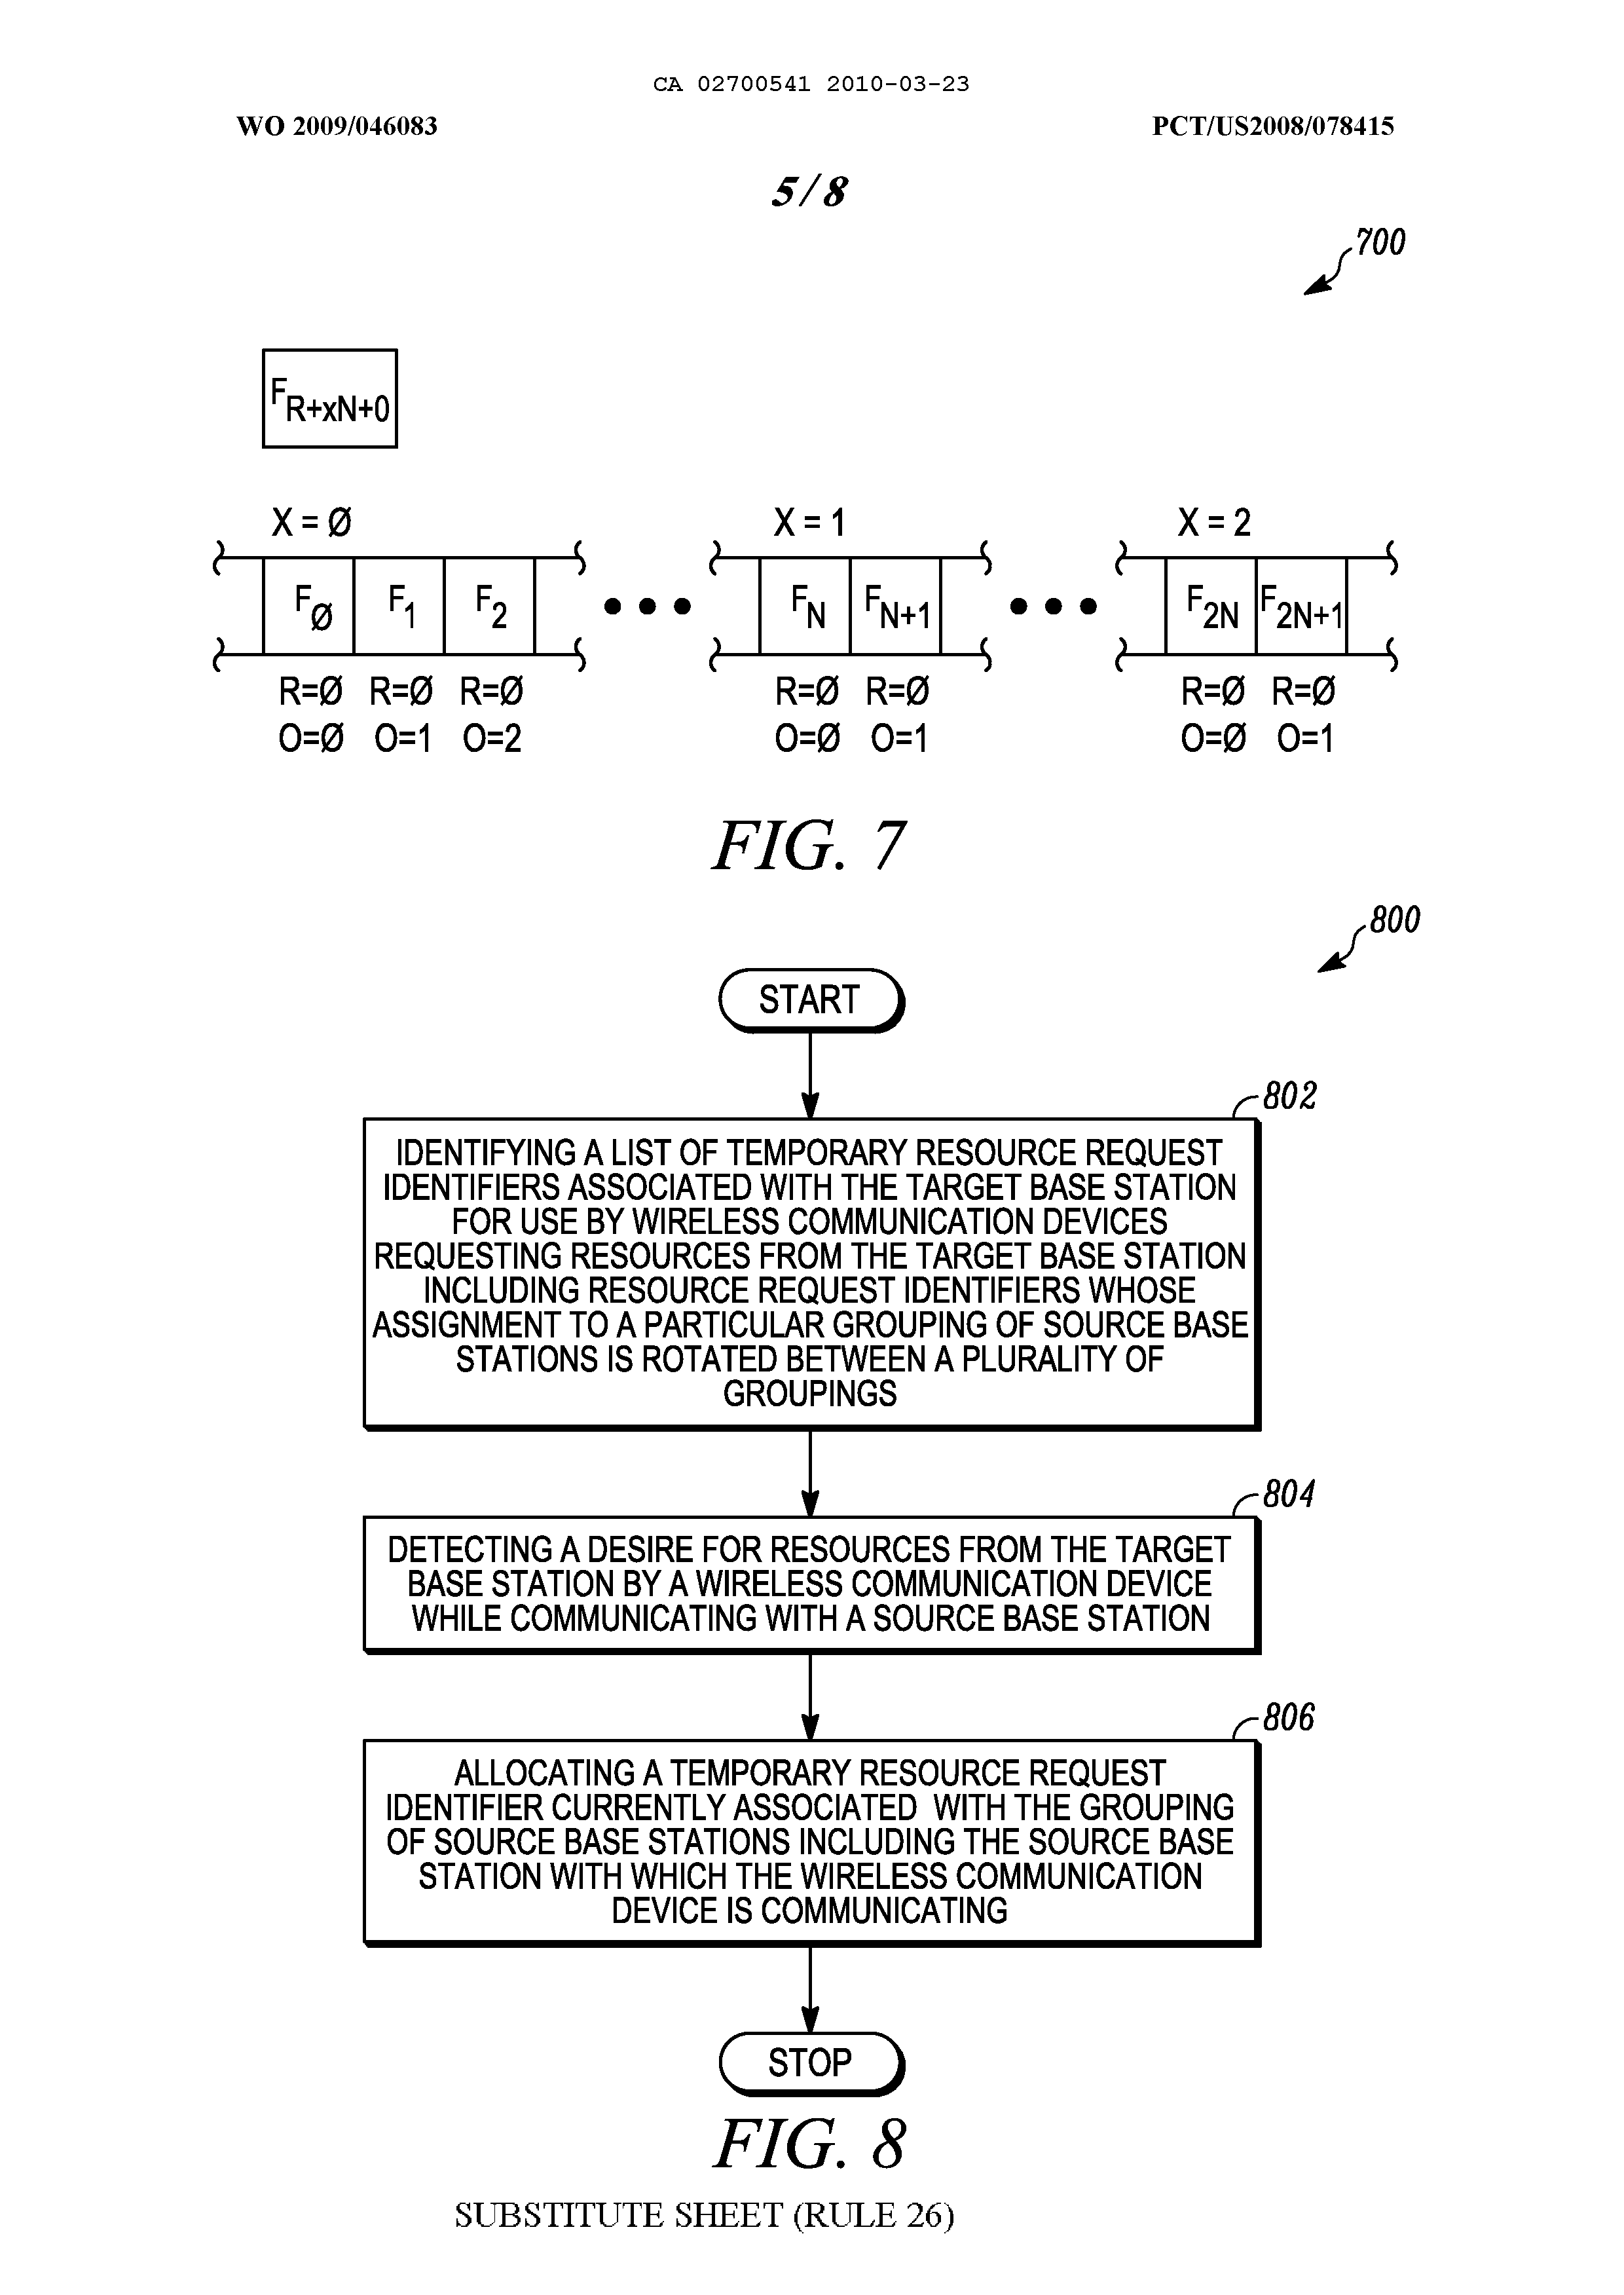 CA 02700541 2010-03-23
WO 2009/046083 PCT/US2008/078415
5/8
700
F_R+xN+0
X = Ø X = 1 X = 2
F_Ø F_1 F_2 ••• F_N F_N+1 ••• F_2N F_2N+1
R=Ø R=Ø R=Ø R=Ø R=Ø R=Ø R=Ø
O=Ø O=1 O=2 O=Ø O=1 O=Ø O=1
FIG. 7
800
START
802
IDENTIFYING A LIST OF TEMPORARY RESOURCE REQUEST
IDENTIFIERS ASSOCIATED WITH THE TARGET BASE STATION
FOR USE BY WIRELESS COMMUNICATION DEVICES
REQUESTING RESOURCES FROM THE TARGET BASE STATION
INCLUDING RESOURCE REQUEST IDENTIFIERS WHOSE
ASSIGNMENT TO A PARTICULAR GROUPING OF SOURCE BASE
STATIONS IS ROTATED BETWEEN A PLURALITY OF
GROUPINGS
804
DETECTING A DESIRE FOR RESOURCES FROM THE TARGET
BASE STATION BY A WIRELESS COMMUNICATION DEVICE
WHILE COMMUNICATING WITH A SOURCE BASE STATION
806
ALLOCATING A TEMPORARY RESOURCE REQUEST
IDENTIFIER CURRENTLY ASSOCIATED WITH THE GROUPING
OF SOURCE BASE STATIONS INCLUDING THE SOURCE BASE
STATION WITH WHICH THE WIRELESS COMMUNICATION
DEVICE IS COMMUNICATING
STOP
FIG. 8
SUBSTITUTE SHEET (RULE 26)